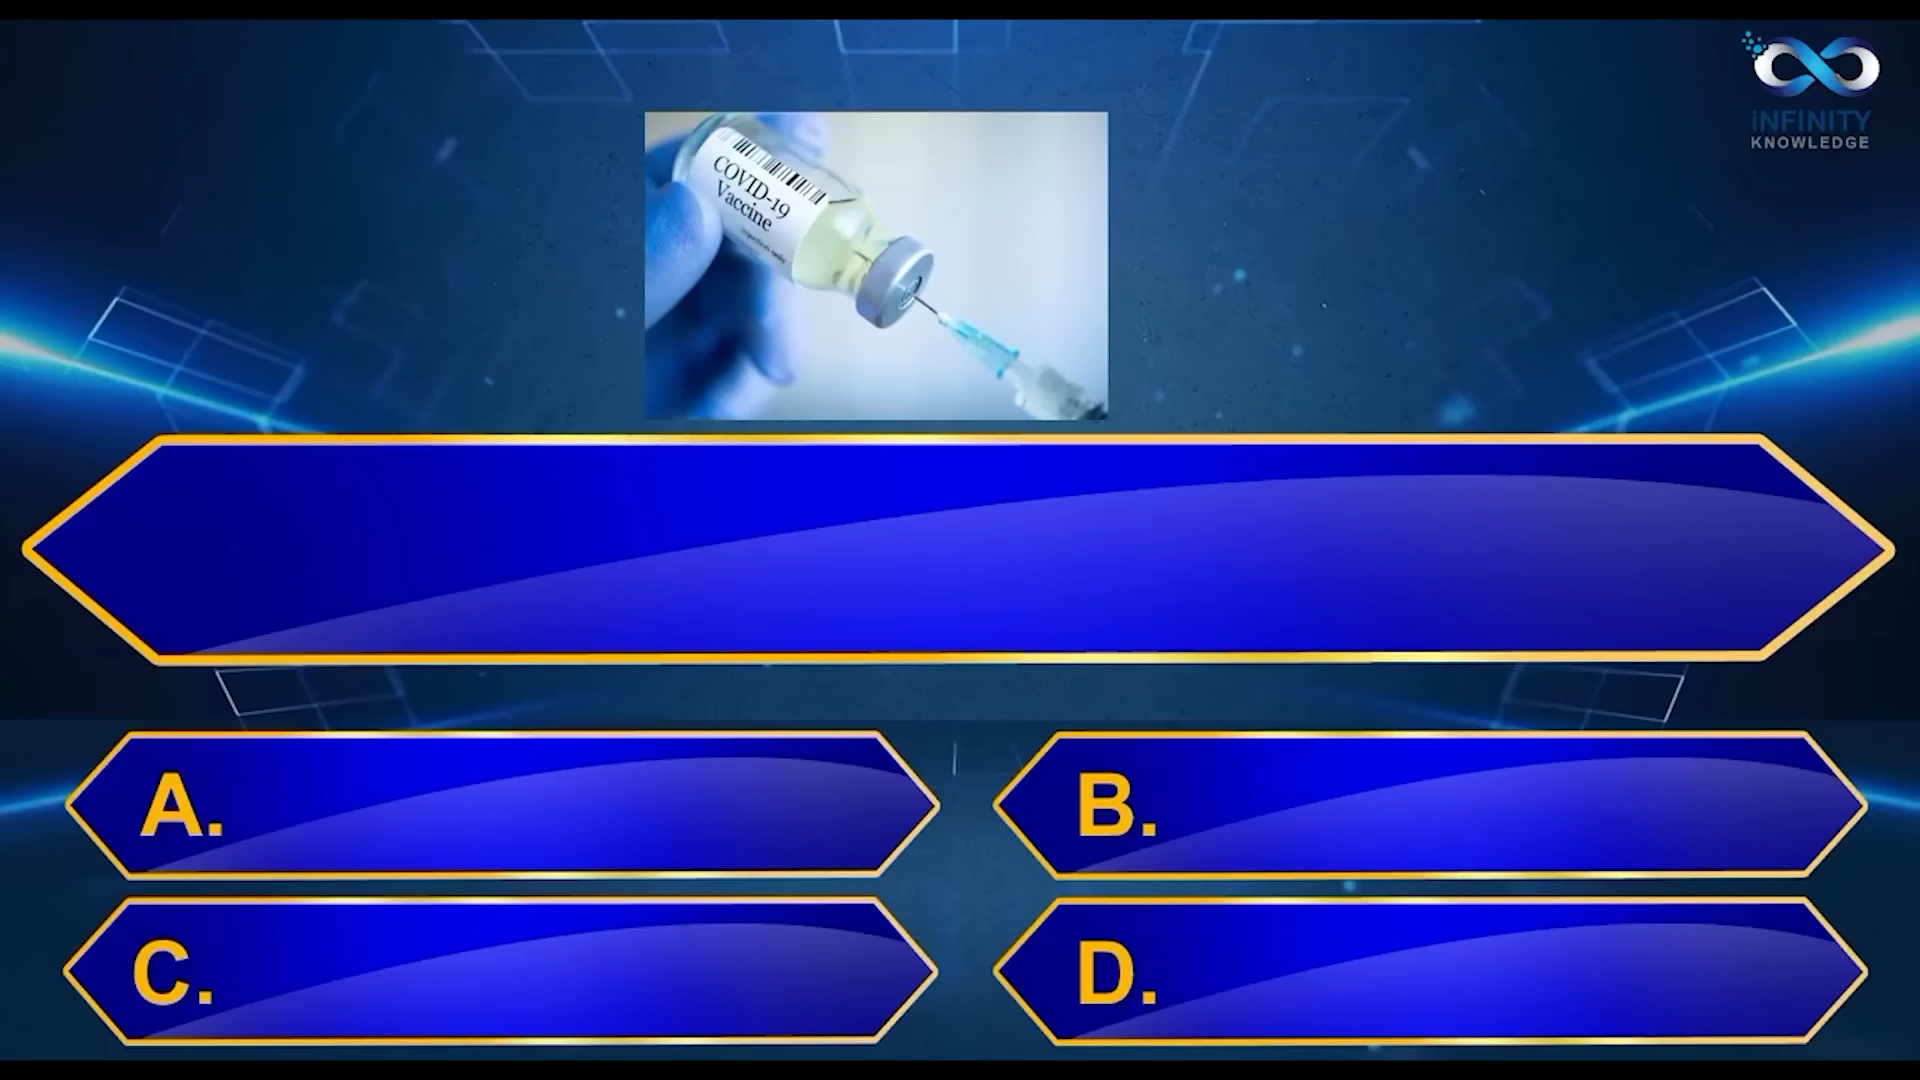 iNFINITY
KNOWLEDGE
COVID-19
Vaccine
A.
B.
C.
D.